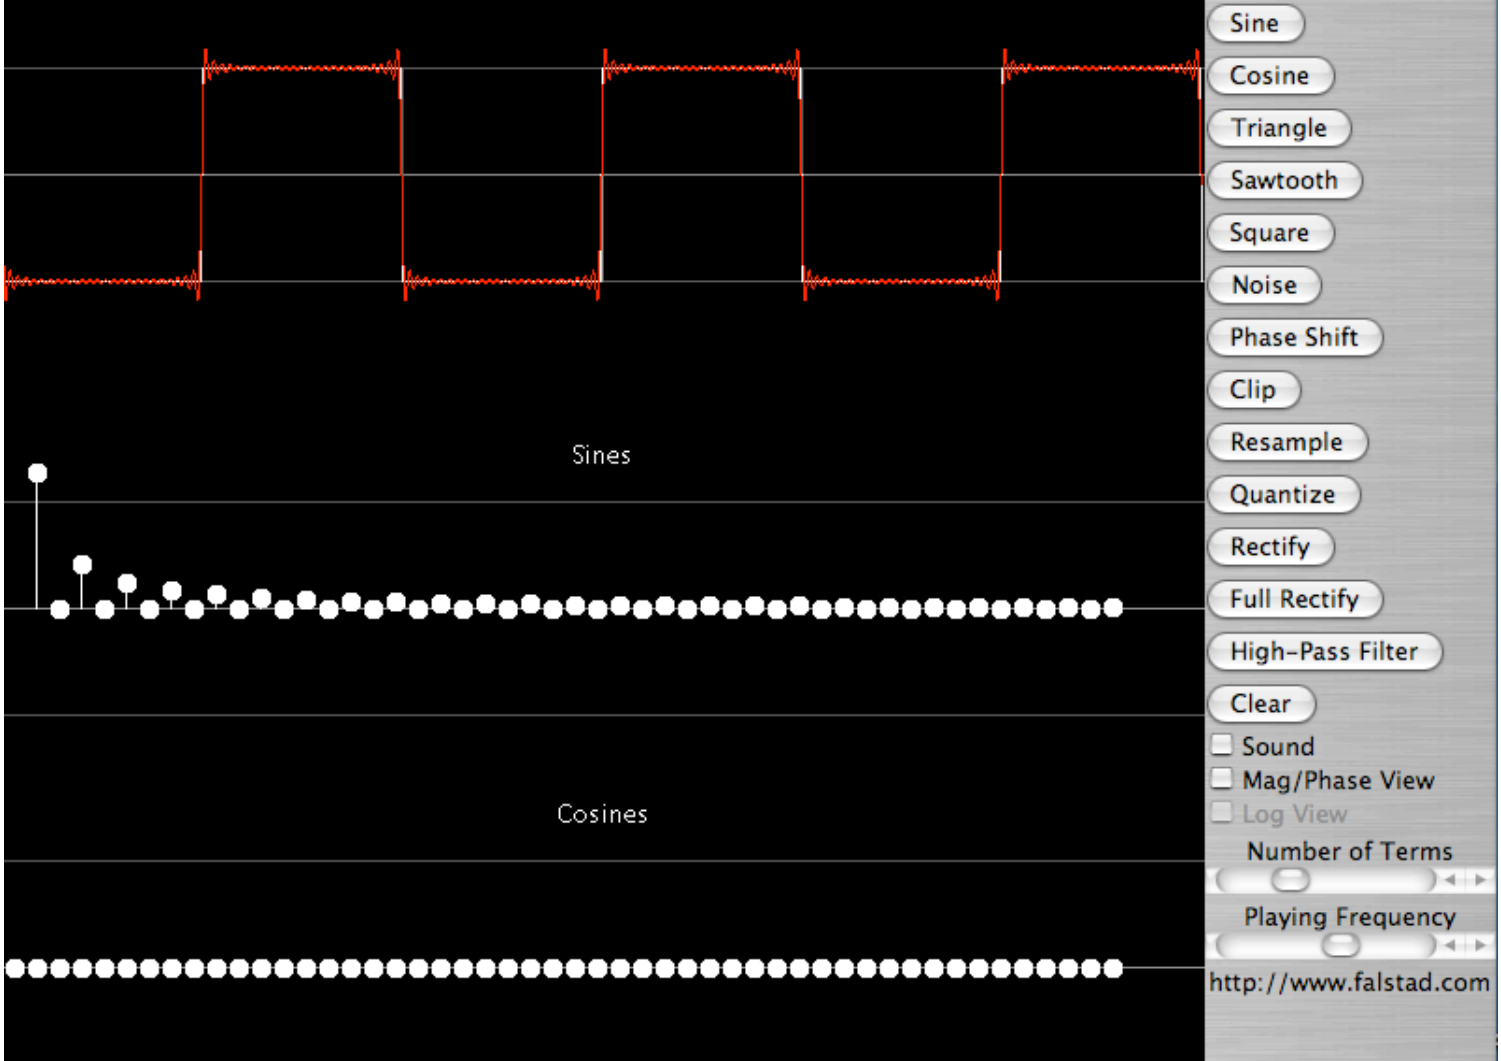 Sine
Cosine
Triangle
Sawtooth
Square
Noise
Phase Shift
Clip
Resample
Quantize
Rectify
Full Rectify
High-Pass Filter
Clear
Sound
Mag/Phase View
Log View
Number of Terms
Playing Frequency
http://www.falstad.com
Sines
Cosines